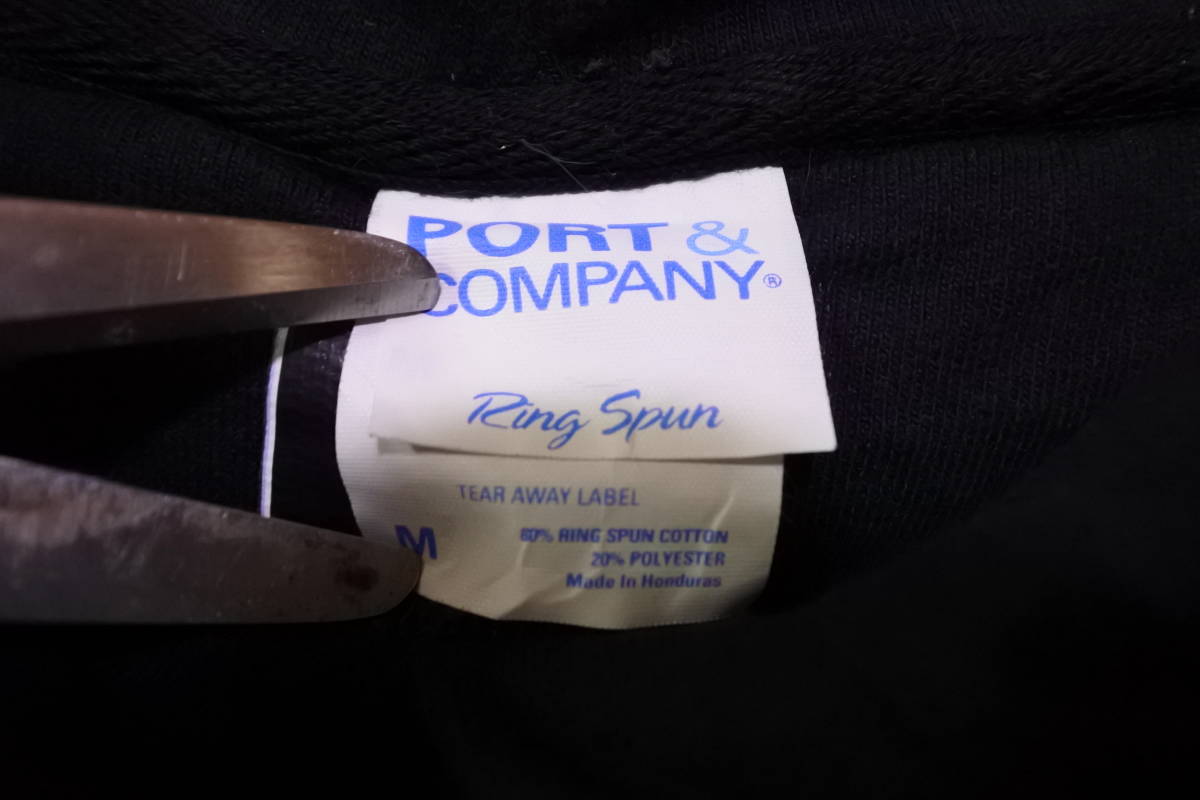 PORT &
COMPANY®
Ring Spun
TEAR AWAY LABEL
M
80% RING SPUN COTTON
20% POLYESTER
Made In Honduras